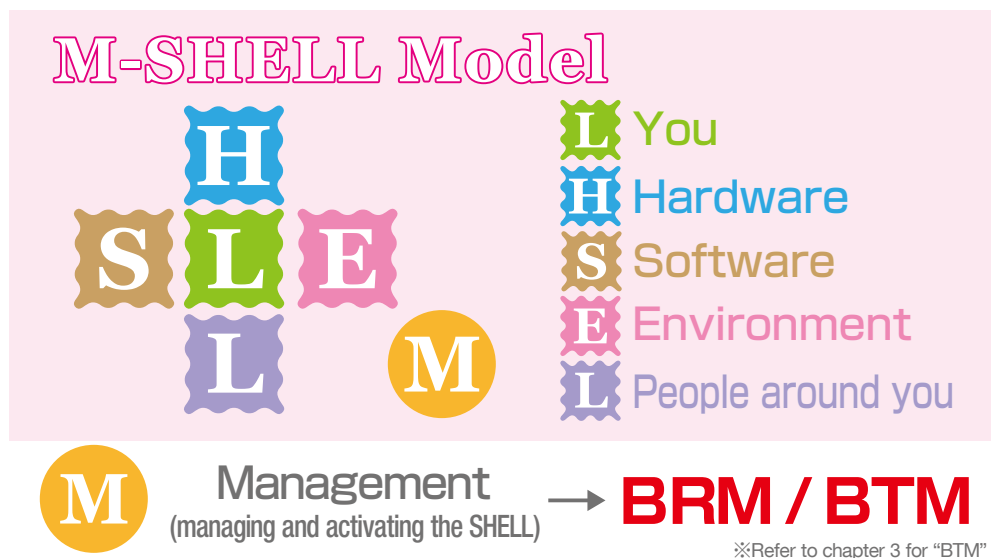 M-SHELL Model
H
S L E
L
M
L You
H Hardware
S Software
E Environment
L People around you
M Management
(managing and activating the SHELL)
BRM / BTM
※Refer to chapter 3 for “BTM”